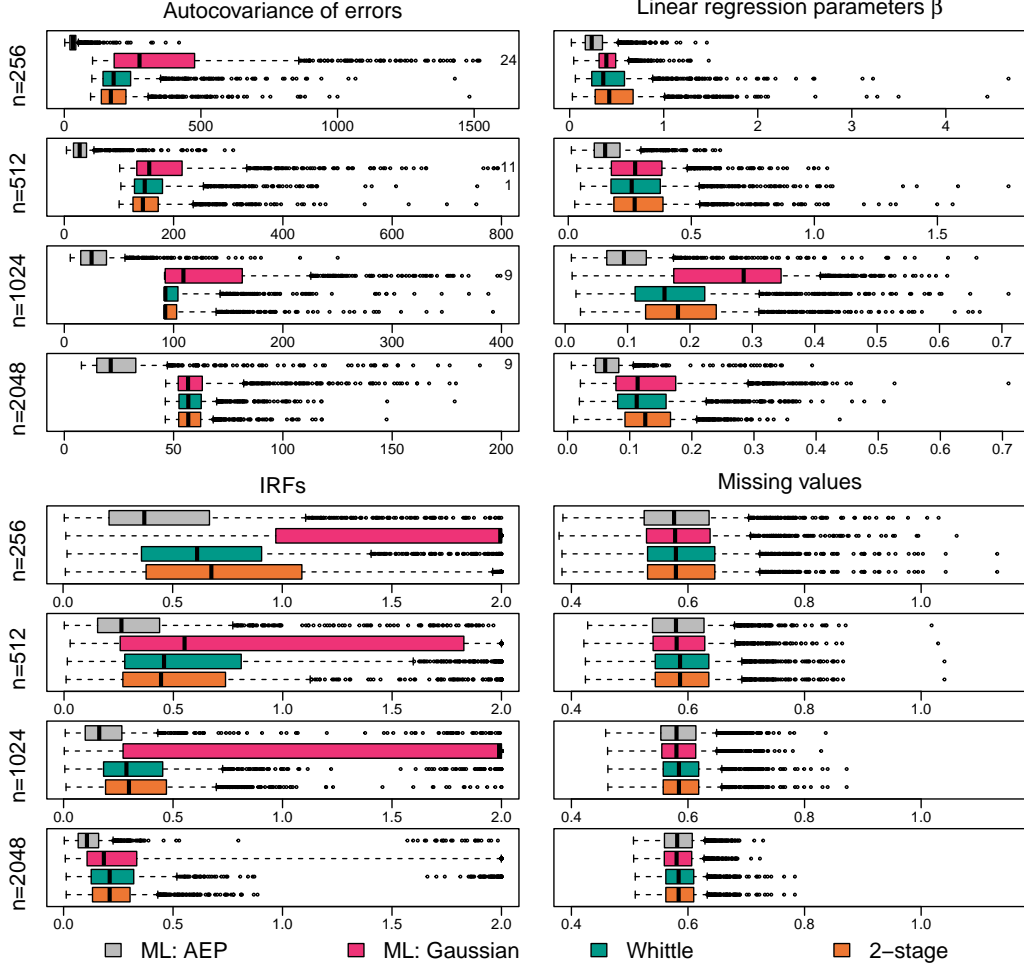 Autocovariance of errors
Linear regression parameters β
n=256
24
0 500 1000 1500
0 1 2 3 4
n=512
11
1
0 200 400 600 800
0.0 0.5 1.0 1.5
n=1024
9
0 100 200 300 400
0.0 0.1 0.2 0.3 0.4 0.5 0.6 0.7
n=2048
9
0 50 100 150 200
0.0 0.1 0.2 0.3 0.4 0.5 0.6 0.7
IRFs
Missing values
n=256
0.0 0.5 1.0 1.5 2.0
0.4 0.6 0.8 1.0
n=512
0.0 0.5 1.0 1.5 2.0
0.4 0.6 0.8 1.0
n=1024
0.0 0.5 1.0 1.5 2.0
0.4 0.6 0.8 1.0
n=2048
0.0 0.5 1.0 1.5 2.0
0.4 0.6 0.8 1.0
ML: AEP ML: Gaussian Whittle 2−stage